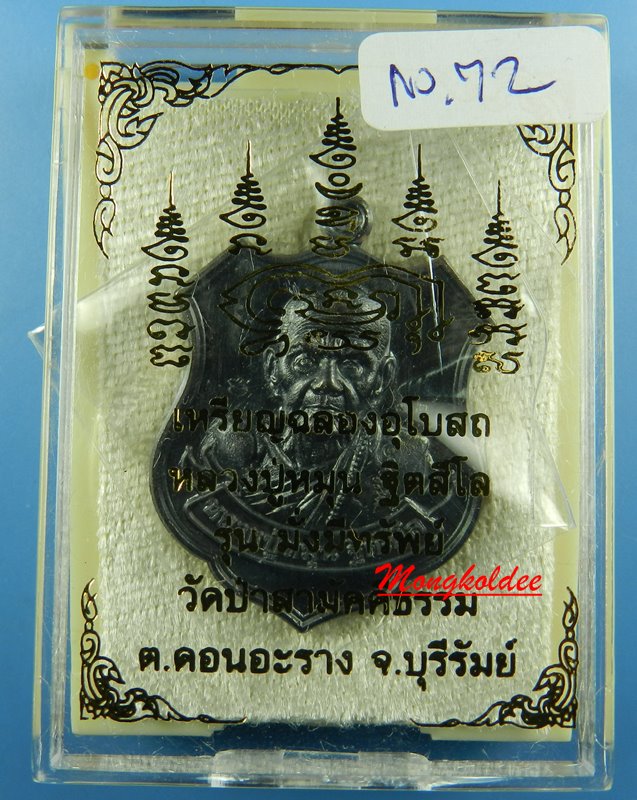 No.72
เหรียญฉลองอุโบสถ
หลวงปู่หมุน ฐิตสีโล
รุ่น มั่งมีทรัพย์
Mongkoldee
วัดป่าสามัคคีธรรม
ต.ดอนอะราง จ.บุรีรัมย์